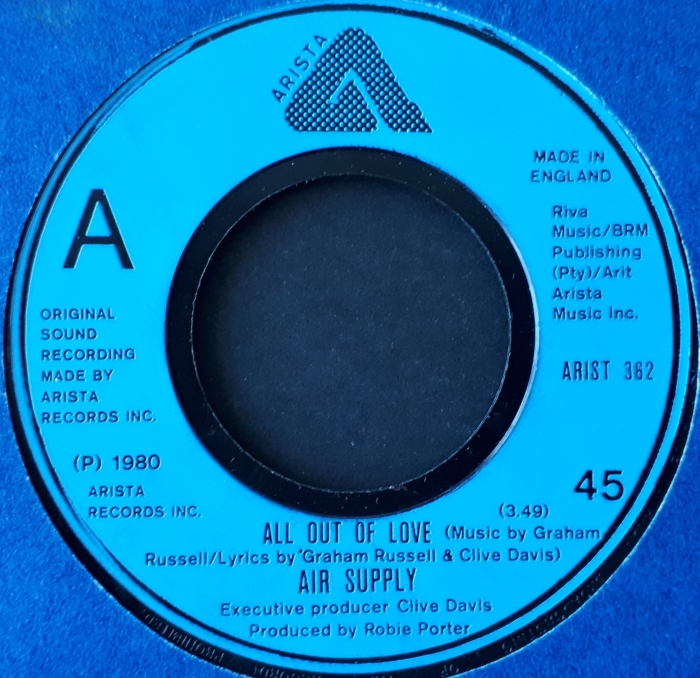 ARISTA
A
MADE IN
ENGLAND
Riva
Music/BRM
Publishing
(Pty)/Arit
Arista
Music Inc.
ORIGINAL
SOUND
RECORDING
MADE BY
ARISTA
RECORDS INC.
ARIST 362
(P) 1980
ARISTA
RECORDS INC.
45
(3.49)
ALL OUT OF LOVE (Music by Graham
Russell/Lyrics by Graham Russell & Clive Davis)
AIR SUPPLY
Executive producer Clive Davis
Produced by Robie Porter
PROHIBITED